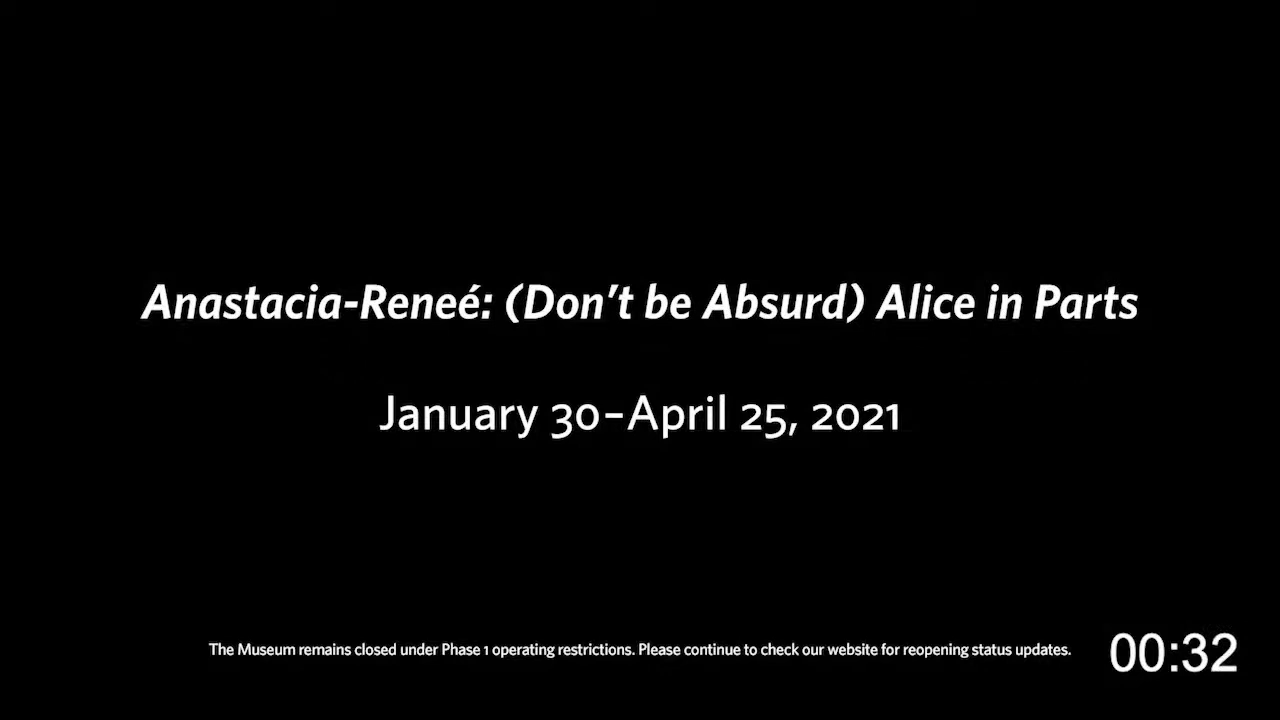 Anastacia-Reneé: (Don’t be Absurd) Alice in Parts
January 30–April 25, 2021
The Museum remains closed under Phase 1 operating restrictions. Please continue to check our website for reopening status updates.
00:32